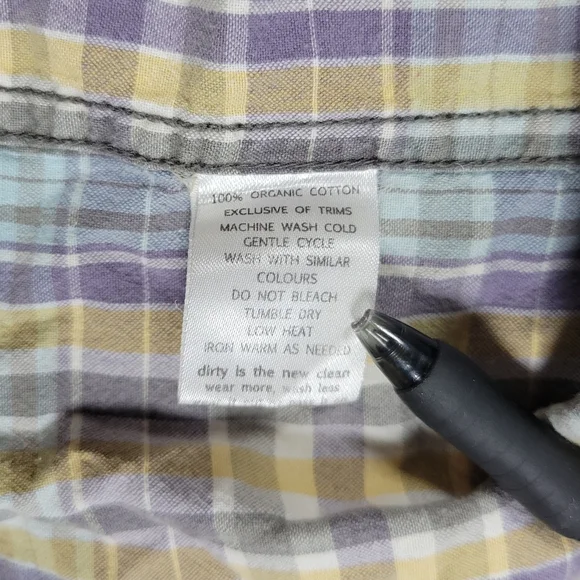 100% ORGANIC COTTON
EXCLUSIVE OF TRIMS
MACHINE WASH COLD
GENTLE CYCLE
WASH WITH SIMILAR
COLOURS
DO NOT BLEACH
TUMBLE DRY
LOW HEAT
IRON WARM AS NEEDED
dirty is the new clean
wear more, wash less